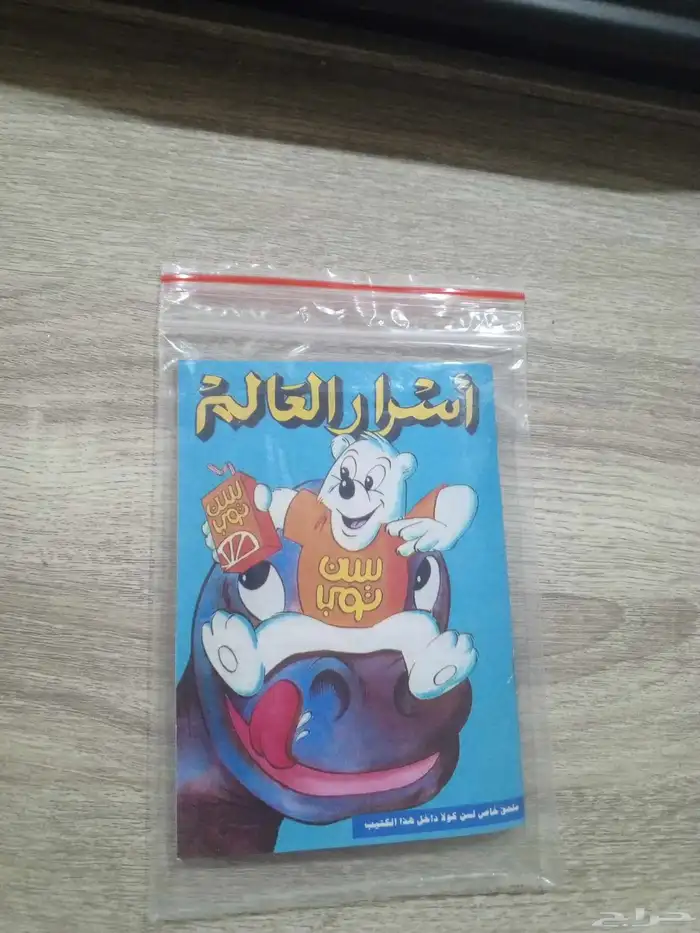 أسرار العالم
سن
توب
سن
توب
ملحق خاص لسن كولا داخل هذا الكتيب
حراج